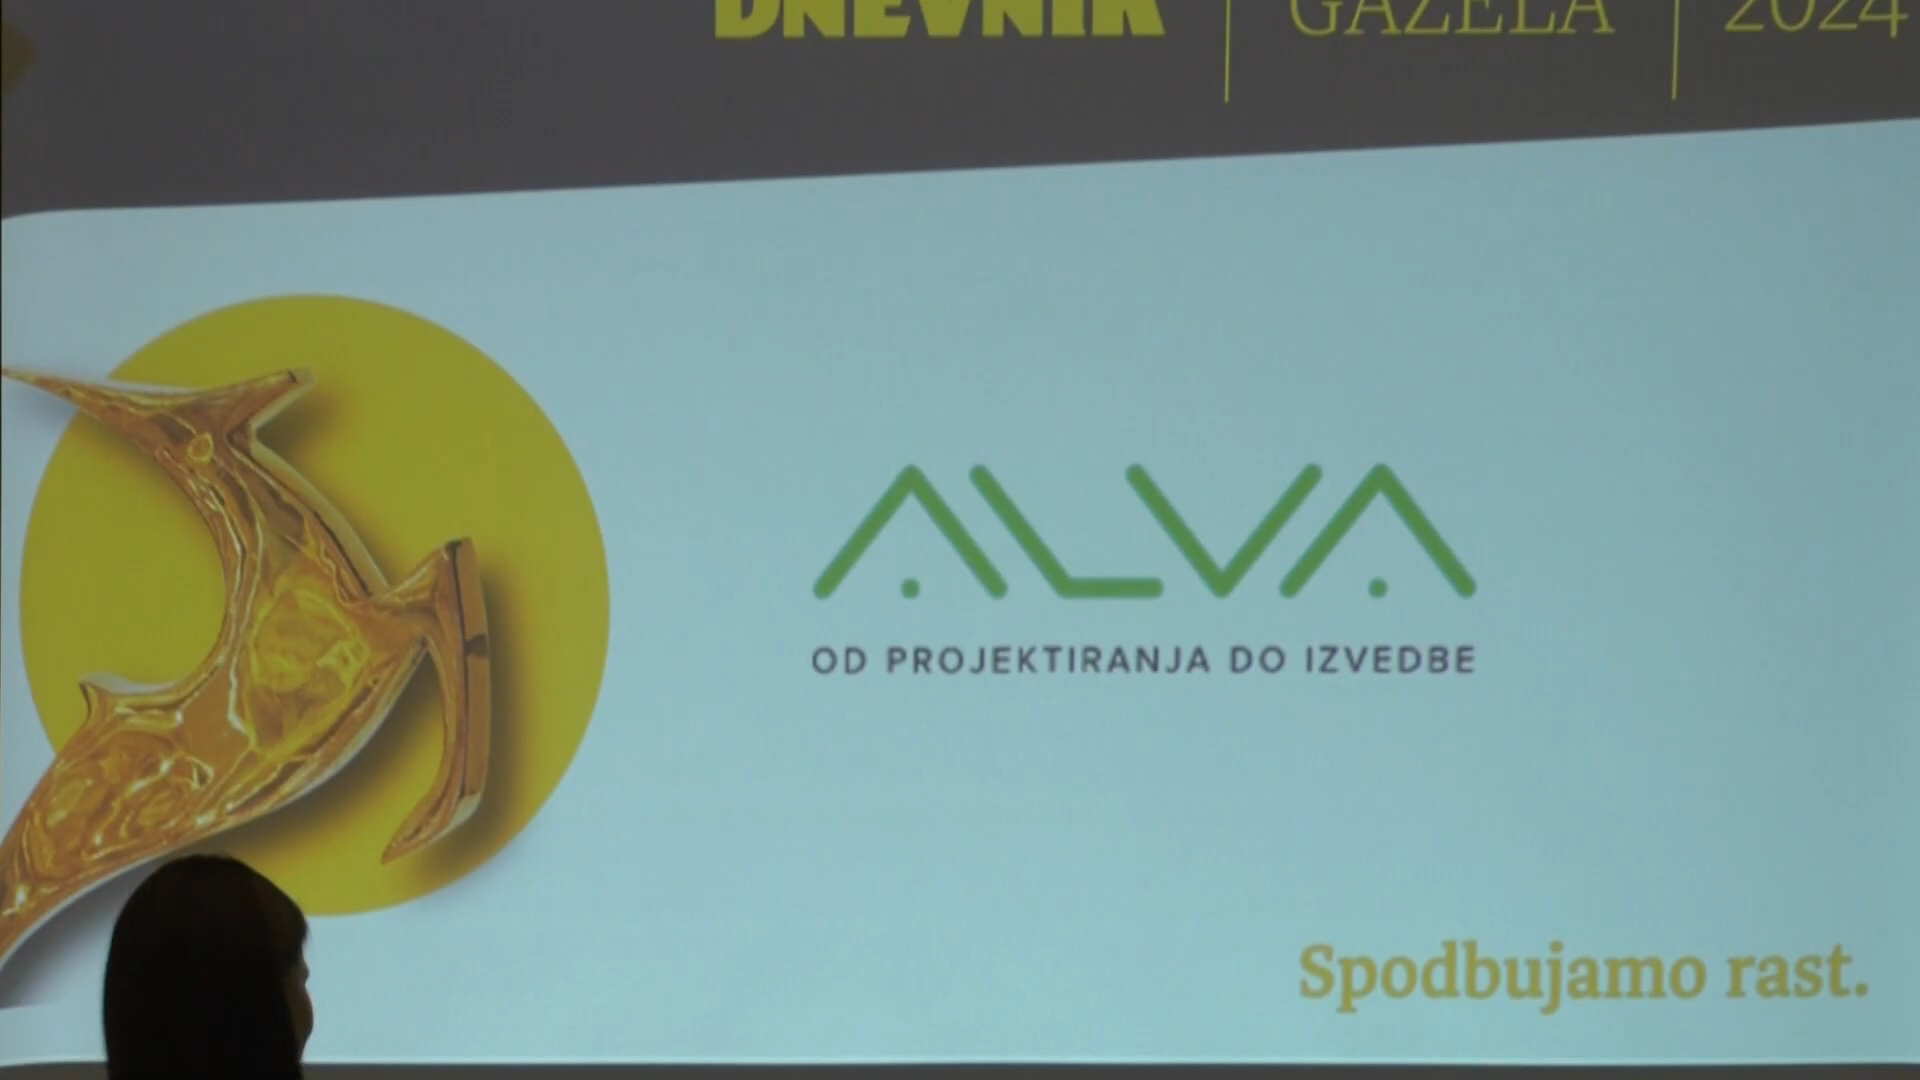 DNEVNIK GAZELA 2024
ALVA
OD PROJEKTIRANJA DO IZVEDBE
Spodbujamo rast.